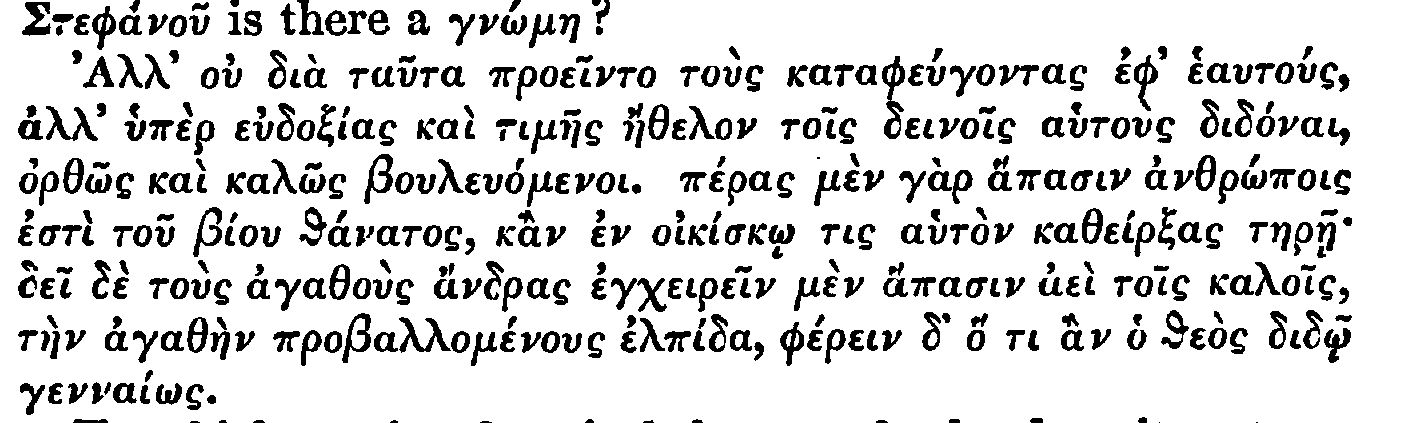 Στεφάνου is there a γνώμη?
Ἀλλ’ οὐ διὰ ταῦτα προεῖντο τοὺς καταφεύγοντας ἐφ’ ἑαυτούς,
ἀλλ’ ὑπὲρ εὐδοξίας καὶ τιμῆς ἤθελον τοῖς δεινοῖς αὑτοὺς διδόναι,
ὀρθῶς καὶ καλῶς βουλευόμενοι. πέρας μὲν γὰρ ἅπασιν ἀνθρώποις
ἐστὶ τοῦ βίου θάνατος, κἂν ἐν οἰκίσκῳ τις αὑτὸν καθείρξας τηρῇ·
δεῖ δὲ τοὺς ἀγαθοὺς ἄνδρας ἐγχειρεῖν μὲν ἅπασιν ἀεὶ τοῖς καλοῖς,
τὴν ἀγαθὴν προβαλλομένους ἐλπίδα, φέρειν δ’ ὅ τι ἂν ὁ θεὸς διδῷ
γενναίως.